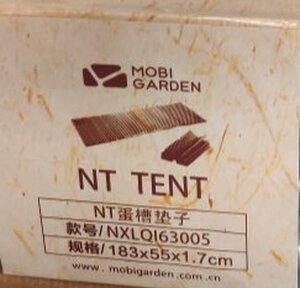 MOBI
GARDEN
NT TENT
NT蛋槽垫子
款号/NXLQI63005
规格/183x55x1.7cm
www.mobigarden.com.cn